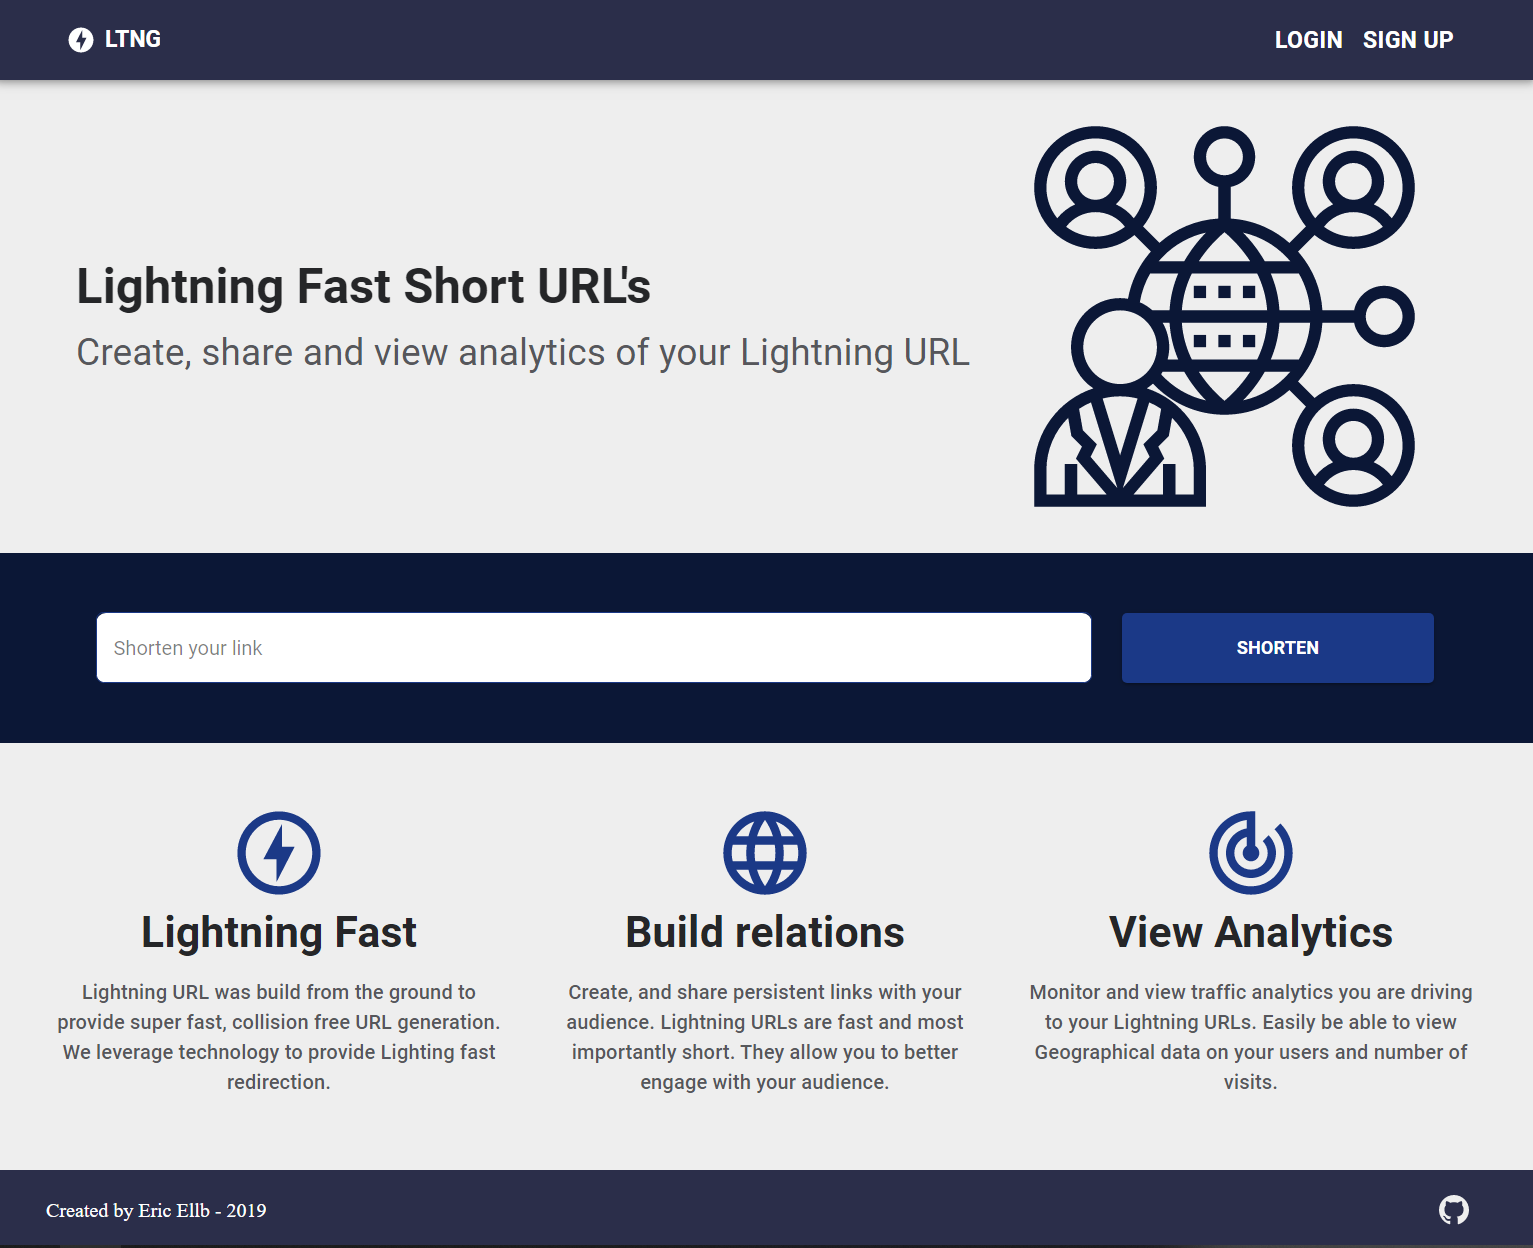 LTNG
LOGIN SIGN UP
Lightning Fast Short URL's
Create, share and view analytics of your Lightning URL
Shorten your link
SHORTEN
Lightning Fast
Lightning URL was build from the ground to
provide super fast, collision free URL generation.
We leverage technology to provide Lighting fast
redirection.
Build relations
Create, and share persistent links with your
audience. Lightning URLs are fast and most
importantly short. They allow you to better
engage with your audience.
View Analytics
Monitor and view traffic analytics you are driving
to your Lightning URLs. Easily be able to view
Geographical data on your users and number of
visits.
Created by Eric Ellb - 2019